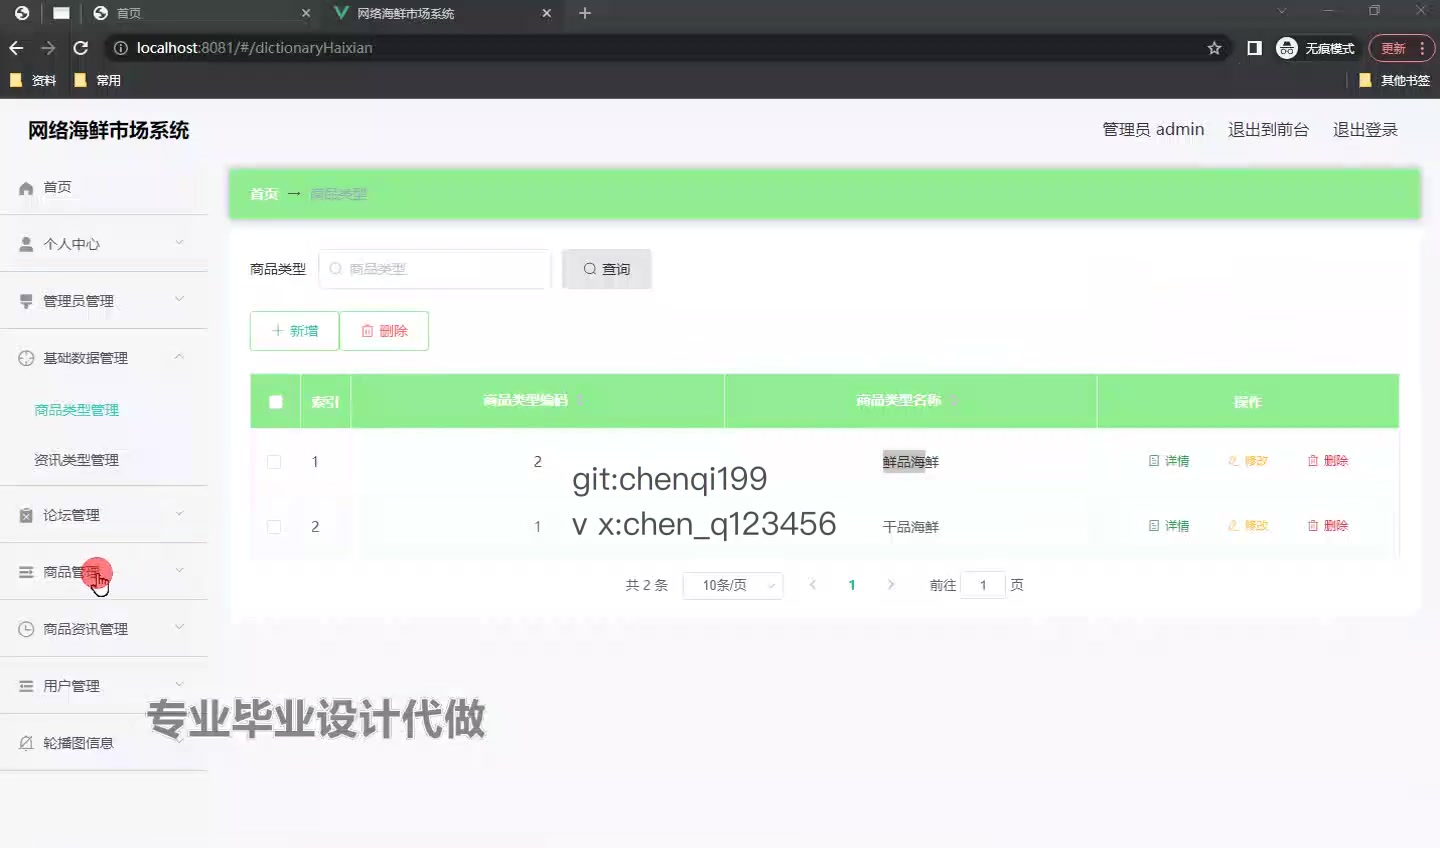 首页
网络海鲜市场系统
localhost:8081/#/dictionaryHaixian
无痕模式
更新
资料
常用
其他书签
网络海鲜市场系统
管理员 admin
退出到前台
退出登录
首页
个人中心
管理员管理
基础数据管理
商品类型管理
资讯类型管理
论坛管理
商品管理
商品资讯管理
用户管理
轮播图信息
首页 → 商品类型
商品类型
商品类型
查询
新增
删除
索引 商品类型编码 商品类型名称 操作
1 2 鲜品海鲜 详情 修改 删除
2 1 干品海鲜 详情 修改 删除
git:chenqi199
v x:chen_q123456
共 2 条 10条/页 1 前往 1 页
专业毕业设计代做